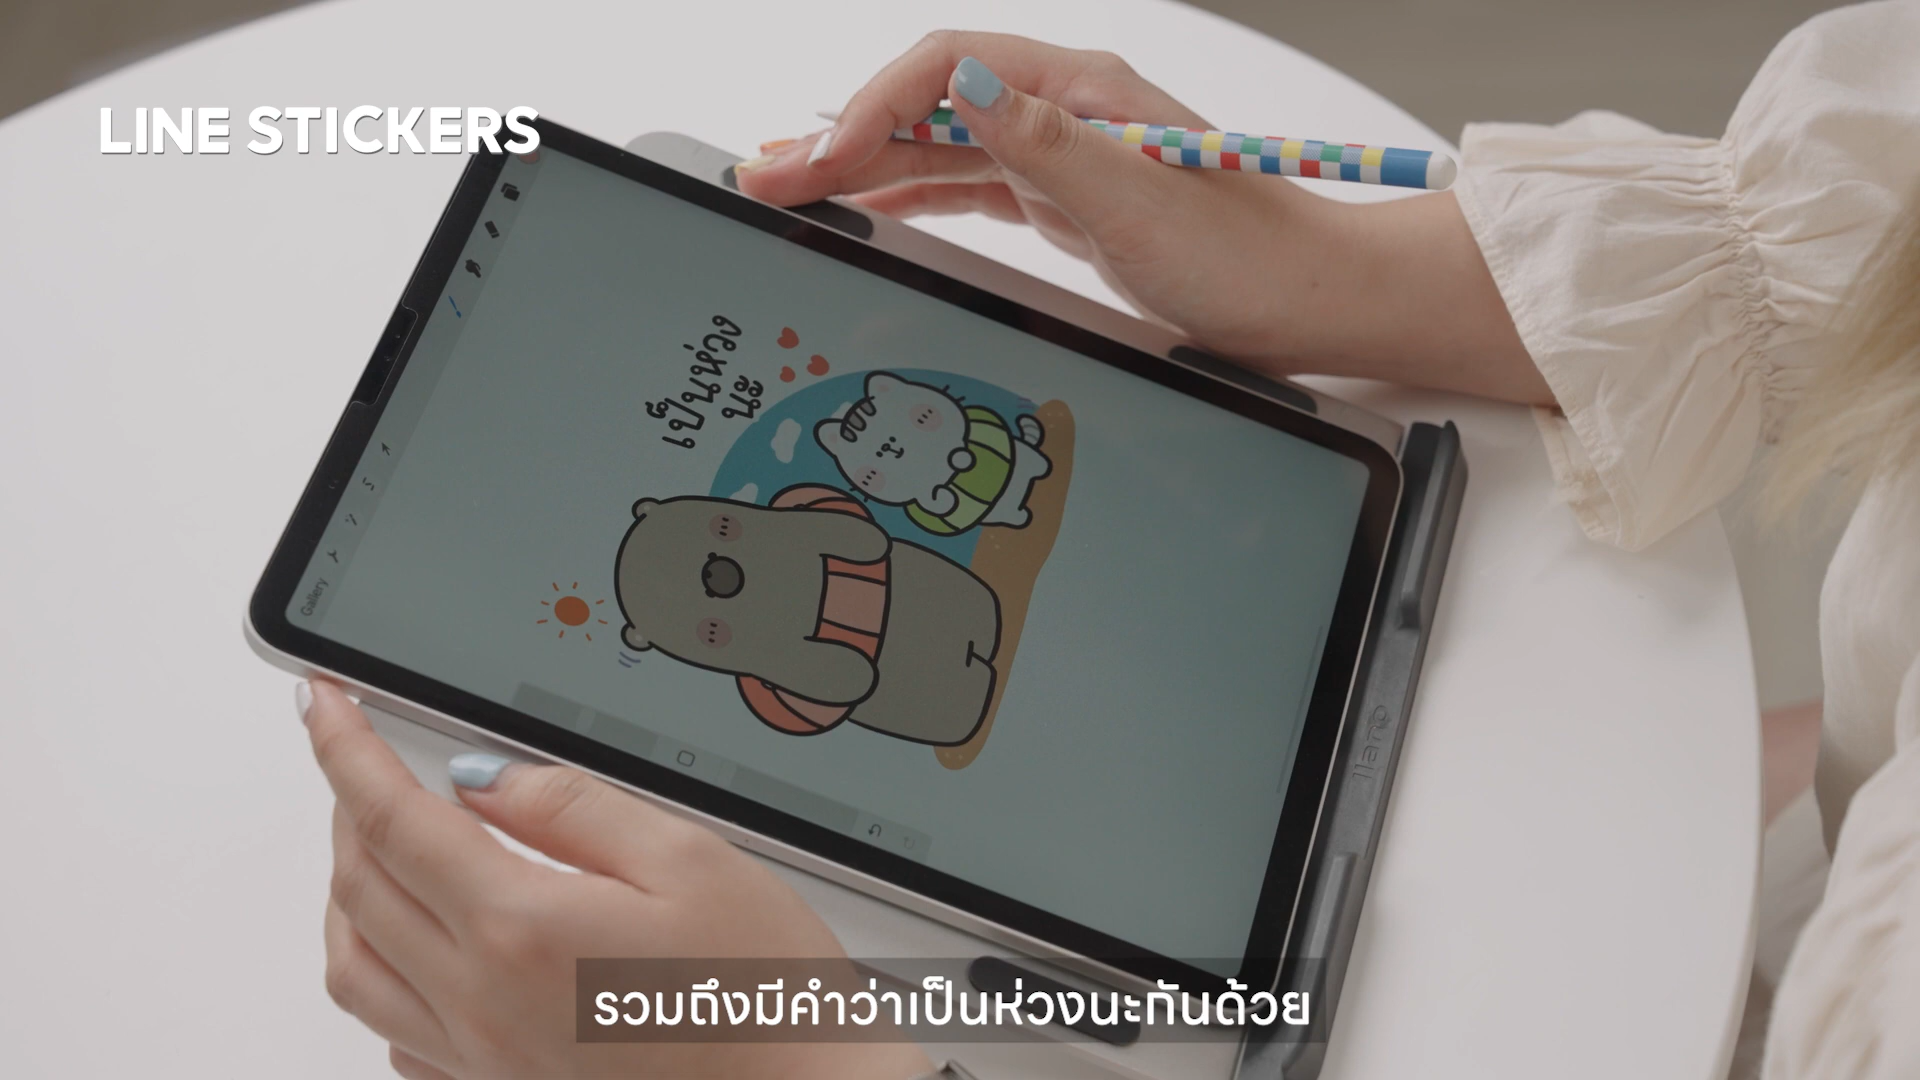 LINE STICKERS
Gallery
เป็นห่วง
นะ
llano
รวมถึงมีคำว่าเป็นห่วงนะกันด้วย